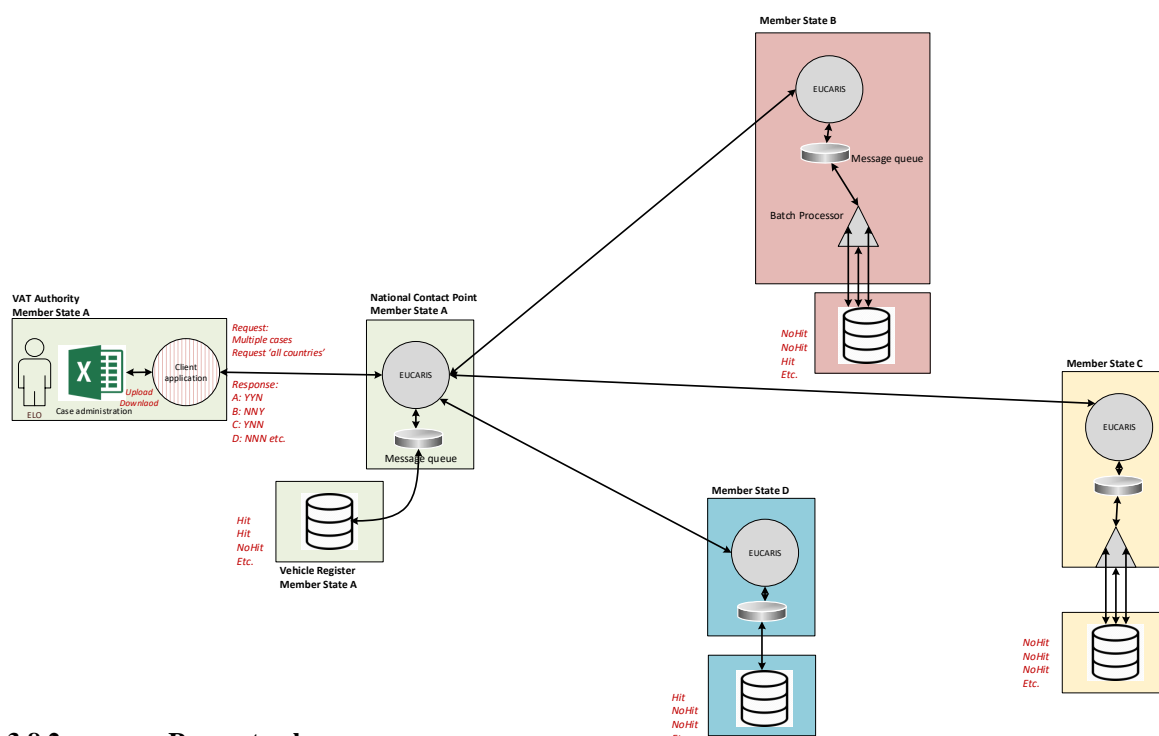 Member State B
EUCARIS
Message queue
Batch Processor
NoHit
NoHit
Hit
Etc.
VAT Authority
Member State A
X
ELO
Case administration
Upload
Download
Client
application
Request:
Multiple cases
Request 'all countries'
Response:
A: YYN
B: NNY
C: YNN
D: NNN etc.
National Contact Point
Member State A
EUCARIS
Message queue
Hit
Hit
NoHit
Etc.
Vehicle Register
Member State A
Member State C
EUCARIS
NoHit
NoHit
NoHit
Etc.
Member State D
EUCARIS
Hit
NoHit
NoHit